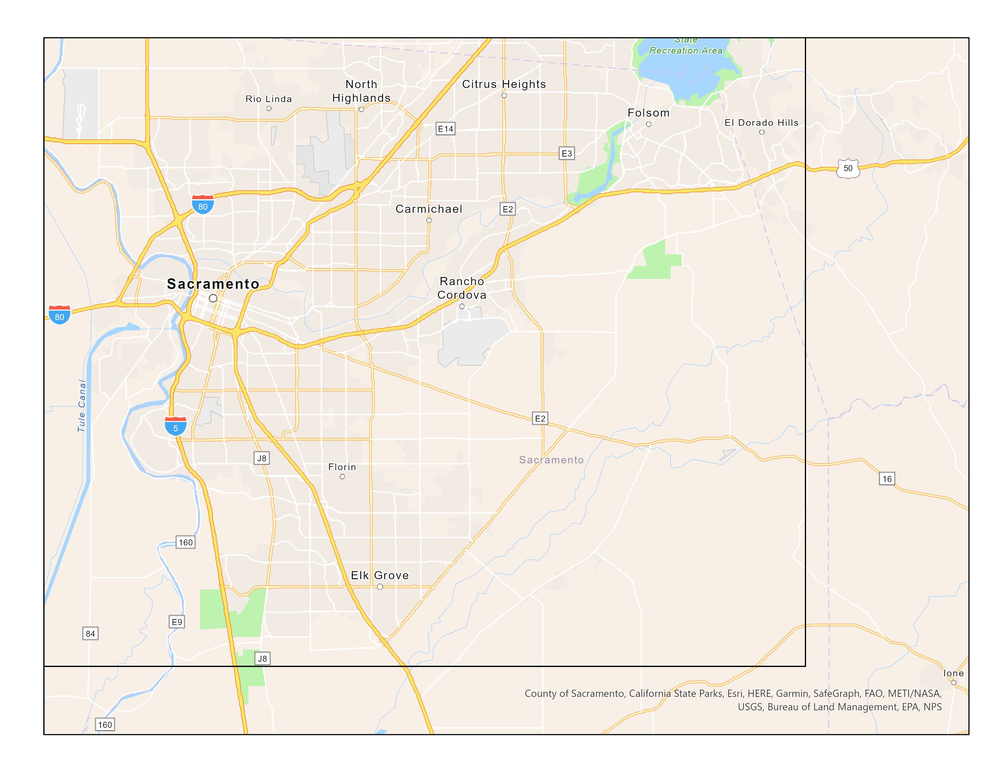 State
Recreation Area
North
Highlands
Citrus Heights
Rio Linda
Folsom
El Dorado Hills
E14
E3
50
80
Carmichael
E2
Sacramento
Rancho
Cordova
80
Tule Canal
E2
5
J8
Sacramento
Florin
16
160
Elk Grove
E9
84
J8
Ione
County of Sacramento, California State Parks, Esri, HERE, Garmin, SafeGraph, FAO, METI/NASA,
USGS, Bureau of Land Management, EPA, NPS
160